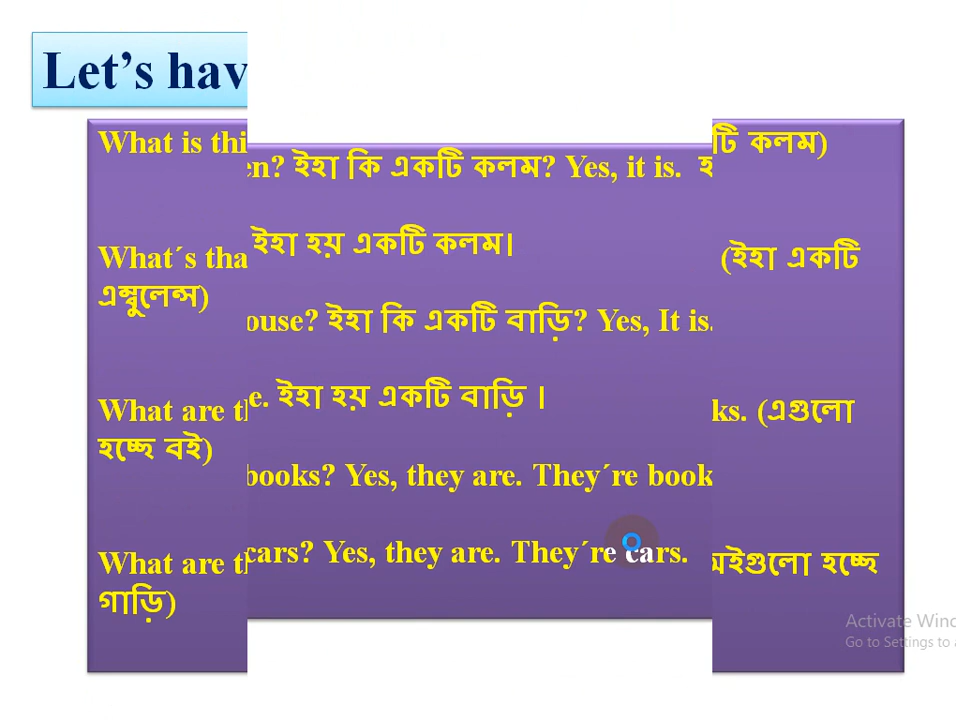 Let’s hav
What is thi
টি কলম)
en? ইহা কি একটি কলম? Yes, it is. হ
ইহা হয় একটি কলম।
What´s tha
(ইহা একটি
এম্বুলেন্স)
ouse? ইহা কি একটি বাড়ি? Yes, It is.
e. ইহা হয় একটি বাড়ি ।
What are th
ks. (এগুলো
হচ্ছে বই)
books? Yes, they are. They´re book
cars? Yes, they are. They´re cars.
What are th
অইগুলো হচ্ছে
গাড়ি)
Activate Wind
Go to Settings to a